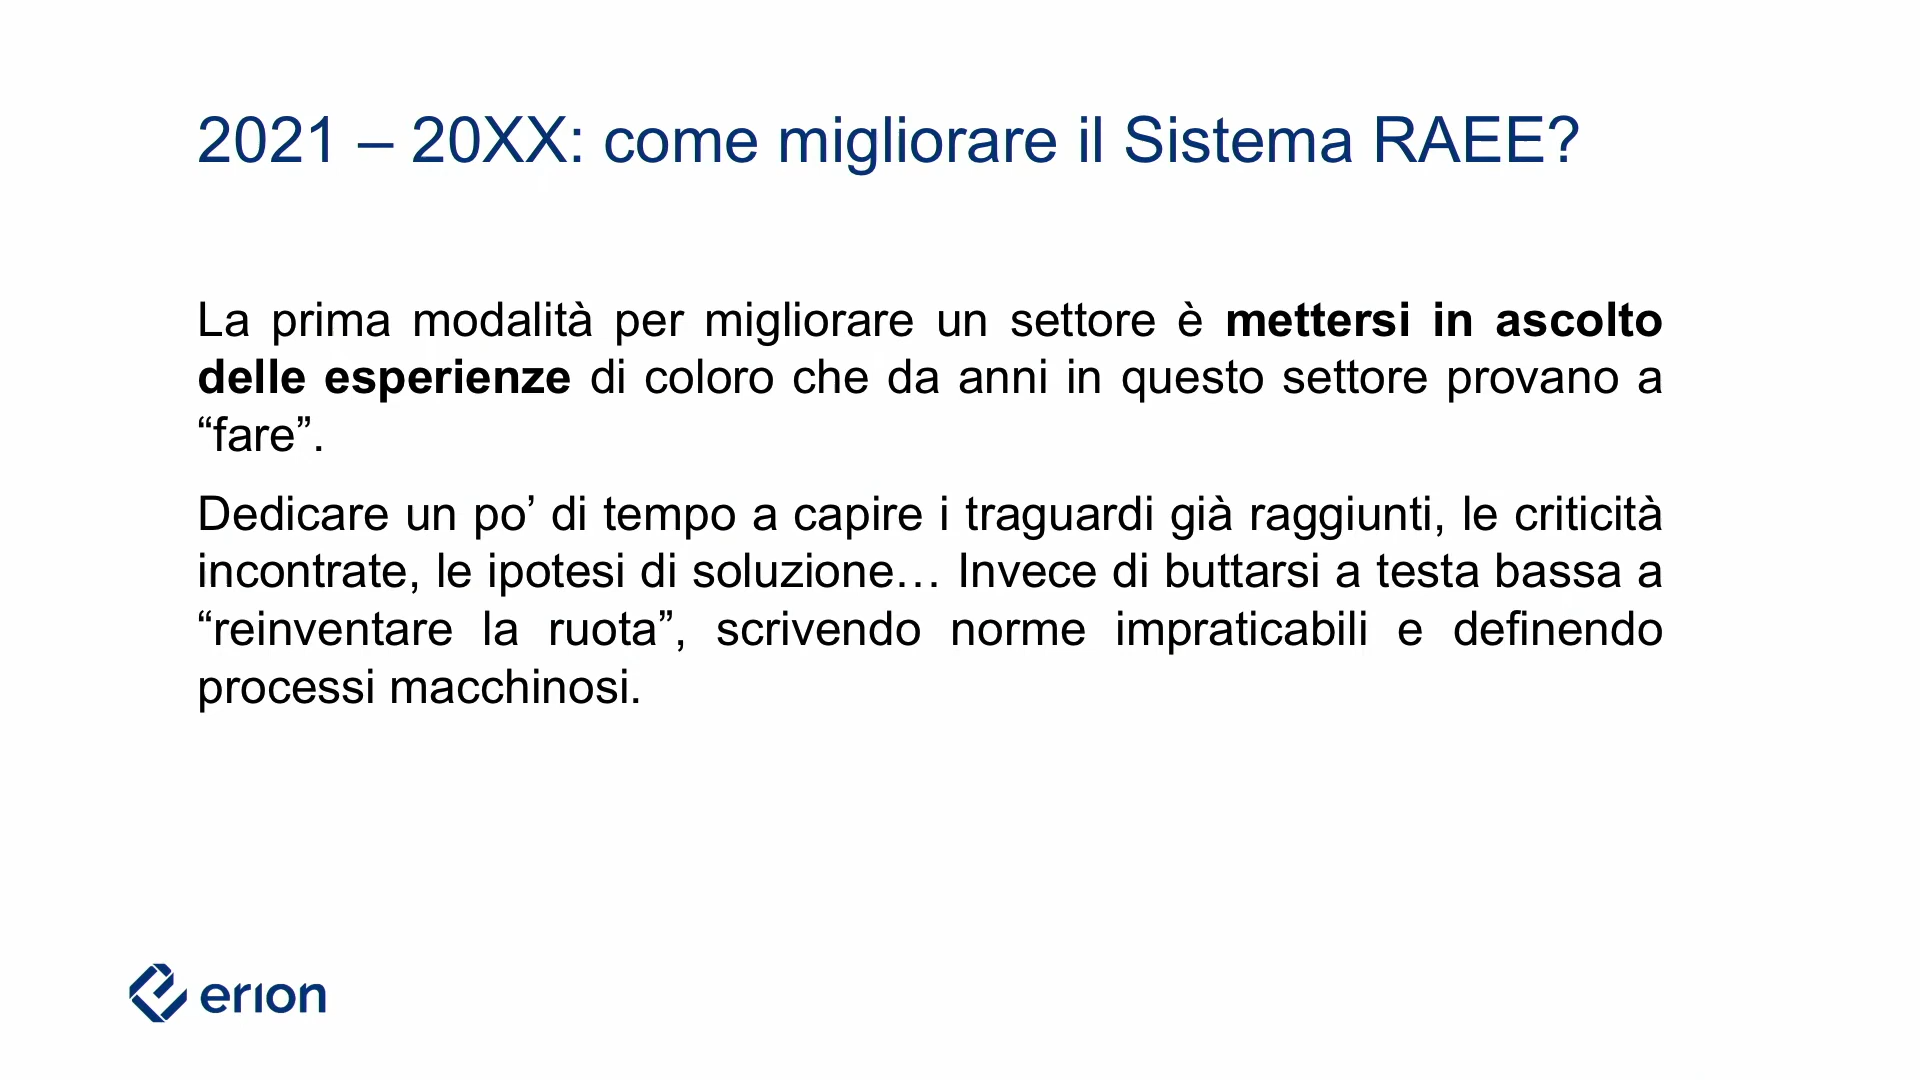 2021 – 20XX: come migliorare il Sistema RAEE?
La prima modalità per migliorare un settore è mettersi in ascolto
delle esperienze di coloro che da anni in questo settore provano a
“fare”.
Dedicare un po’ di tempo a capire i traguardi già raggiunti, le criticità
incontrate, le ipotesi di soluzione… Invece di buttarsi a testa bassa a
“reinventare la ruota”, scrivendo norme impraticabili e definendo
processi macchinosi.
erion